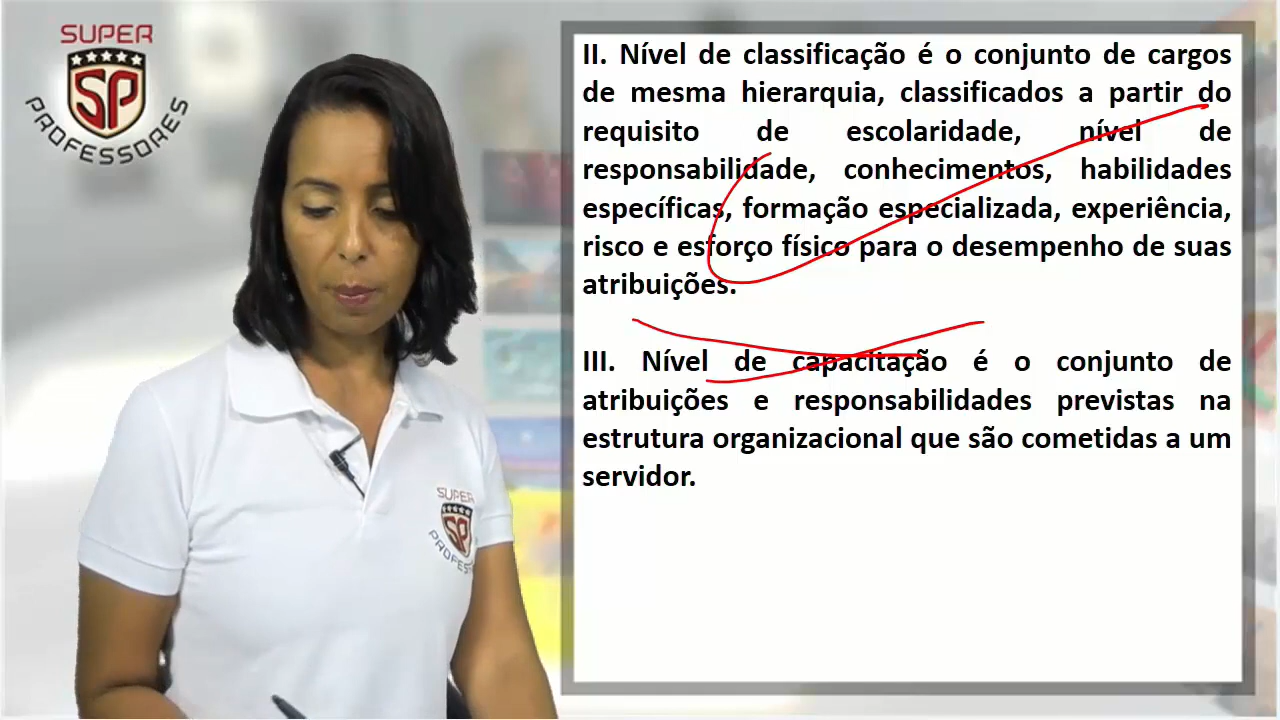 SUPER
SP
PROFESSORES
II. Nível de classificação é o conjunto de cargos
de mesma hierarquia, classificados a partir do
requisito de escolaridade, nível de
responsabilidade, conhecimentos, habilidades
específicas, formação especializada, experiência,
risco e esforço físico para o desempenho de suas
atribuições.
III. Nível de capacitação é o conjunto de
atribuições e responsabilidades previstas na
estrutura organizacional que são cometidas a um
servidor.
SUPER
SP
PROFES